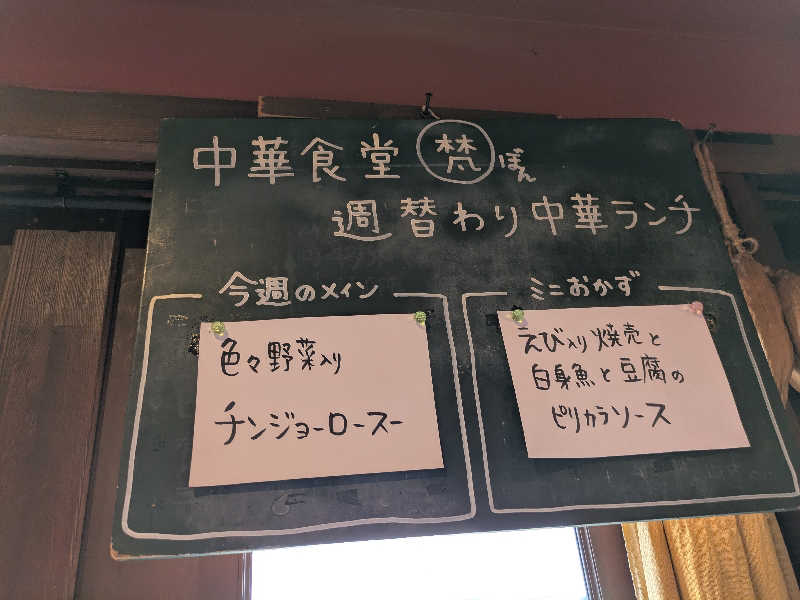 中華食堂 梵 ぼん
週替わり中華ランチ
今週のメイン
色々野菜入り
チンジョーロースー
ミニおかず
えび入り焼売と
白身魚と豆腐の
ピリカラソース